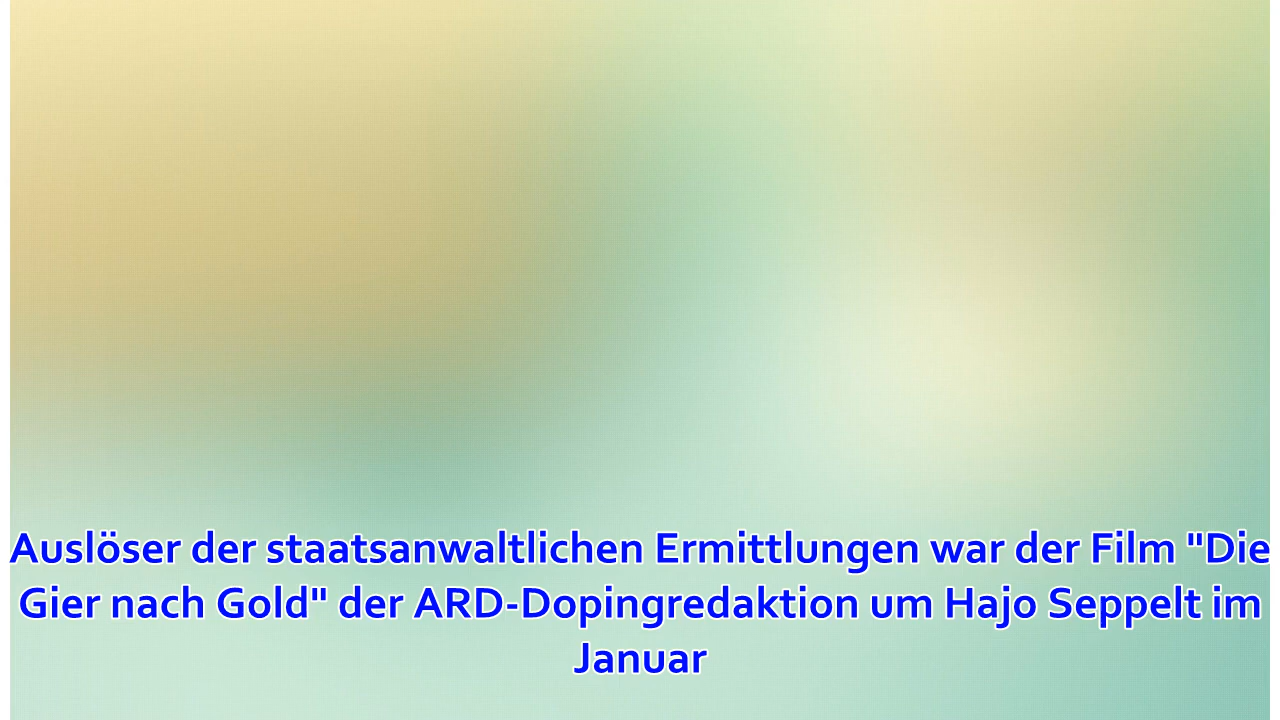 Auslöser der staatsanwaltlichen Ermittlungen war der Film "Die
Gier nach Gold" der ARD-Dopingredaktion um Hajo Seppelt im
Januar